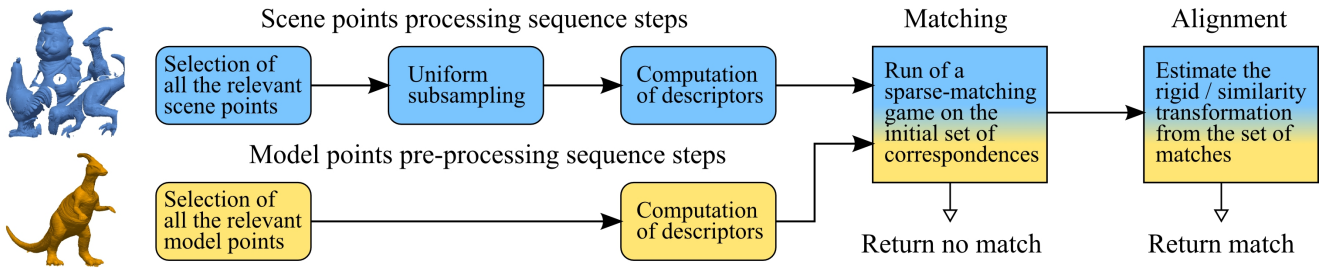 Scene points processing sequence steps
Matching
Alignment
Selection of
all the relevant
scene points
Uniform
subsampling
Computation
of descriptors
Run of a
sparse-matching
game on the
initial set of
correspondences
Estimate the
rigid / similarity
transformation
from the set of
matches
Model points pre-processing sequence steps
Selection of
all the relevant
model points
Computation
of descriptors
Return no match
Return match